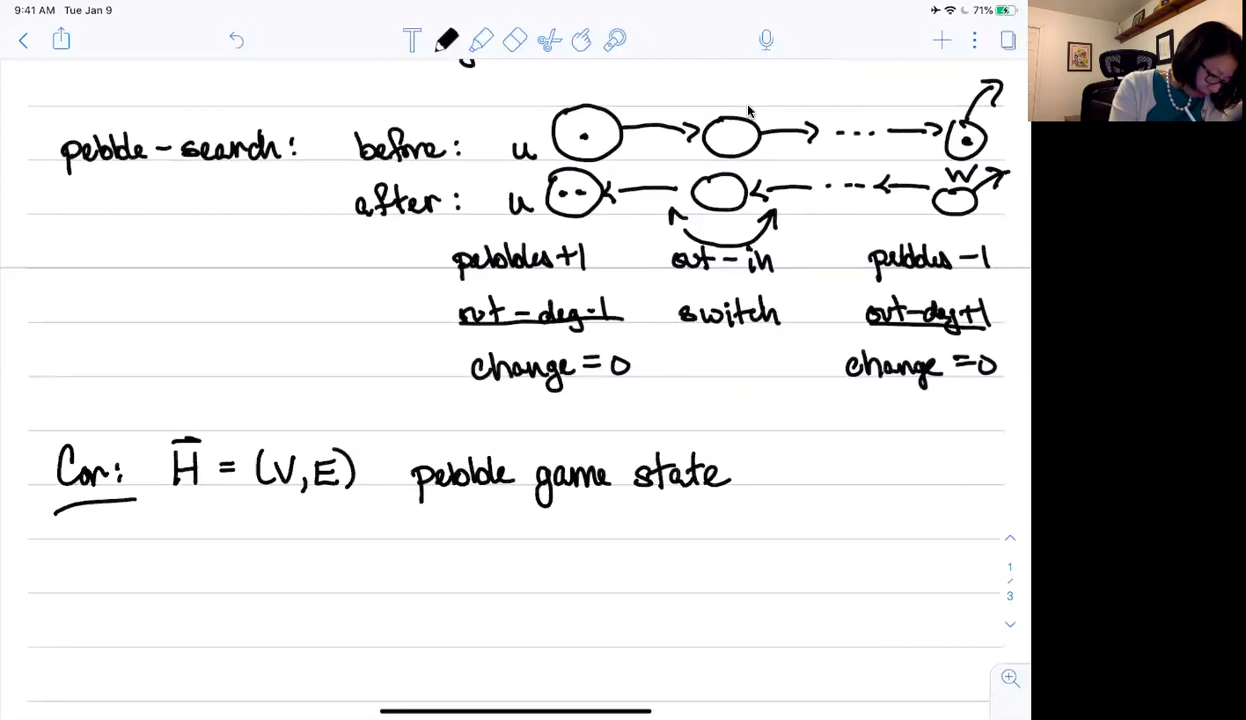 9:41 AM Tue Jan 9 71%
T
pebble-search: before: u w
after: u
pebbles+1 out-in pebbles-1
out-deg-1 switch out-deg+1
change=0 change=0
Cor: H = (V,E) pebble game state
1
/
3